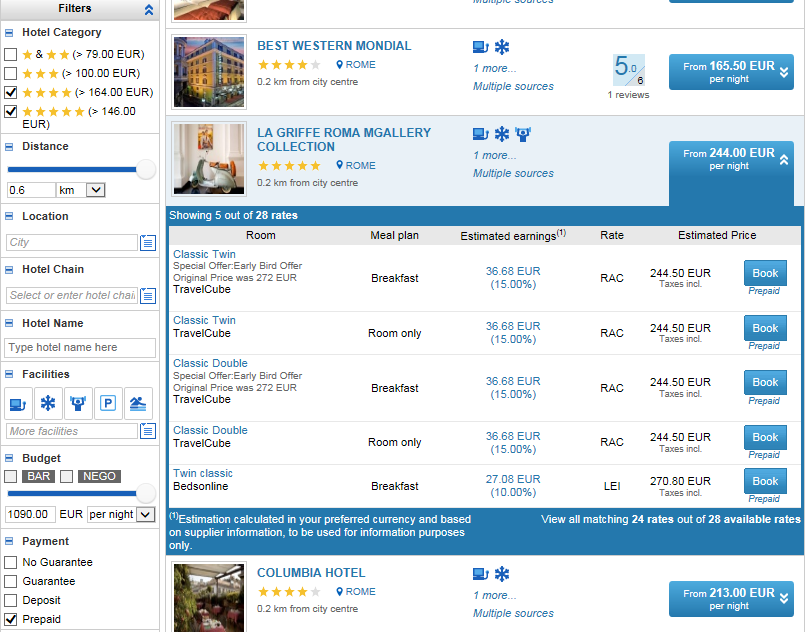 Filters
Hotel Category
& (> 79.00 EUR)
(> 100.00 EUR)
(> 164.00 EUR)
(> 146.00
EUR)
Distance
0.6 km
Location
City
Hotel Chain
Select or enter hotel chai
Hotel Name
Type hotel name here
Facilities
P
More facilities
Budget
BAR NEGO
1090.00 EUR per night
Payment
No Guarantee
Guarantee
Deposit
Prepaid
Multiple sources
BEST WESTERN MONDIAL
ROME
0.2 km from city centre
1 more...
Multiple sources
5.0 / 6
1 reviews
From 165.50 EUR
per night
LA GRIFFE ROMA MGALLERY
COLLECTION
ROME
0.2 km from city centre
1 more...
Multiple sources
From 244.00 EUR
per night
Showing 5 out of 28 rates
Room Meal plan Estimated earnings(1) Rate Estimated Price
Classic Twin
Special Offer:Early Bird Offer
Original Price was 272 EUR
TravelCube
Breakfast
36.68 EUR
(15.00%)
RAC
244.50 EUR
Taxes incl.
Book
Prepaid
Classic Twin
TravelCube
Room only
36.68 EUR
(15.00%)
RAC
244.50 EUR
Taxes incl.
Book
Prepaid
Classic Double
Special Offer:Early Bird Offer
Original Price was 272 EUR
TravelCube
Breakfast
36.68 EUR
(15.00%)
RAC
244.50 EUR
Taxes incl.
Book
Prepaid
Classic Double
TravelCube
Room only
36.68 EUR
(15.00%)
RAC
244.50 EUR
Taxes incl.
Book
Prepaid
Twin classic
Bedsonline
Breakfast
27.08 EUR
(10.00%)
LEI
270.80 EUR
Taxes incl.
Book
Prepaid
(1)Estimation calculated in your preferred currency and based
on supplier information, to be used for information purposes
only.
View all matching 24 rates out of 28 available rates
COLUMBIA HOTEL
ROME
0.2 km from city centre
1 more...
Multiple sources
From 213.00 EUR
per night